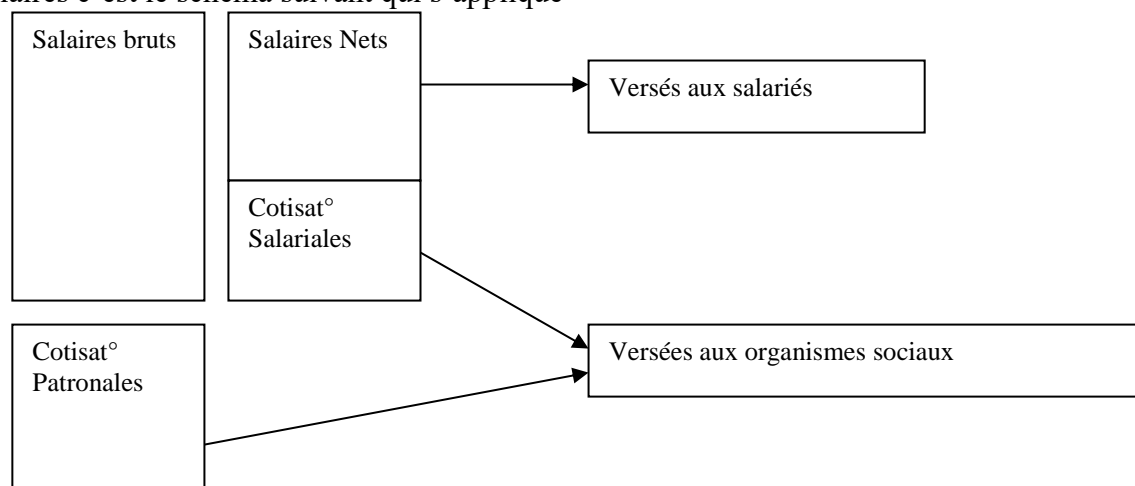 c'est le schéma suivant qui s'applique
Salaires bruts
Salaires Nets
Versés aux salariés
Cotisat°
Salariales
Cotisat°
Patronales
Versées aux organismes sociaux